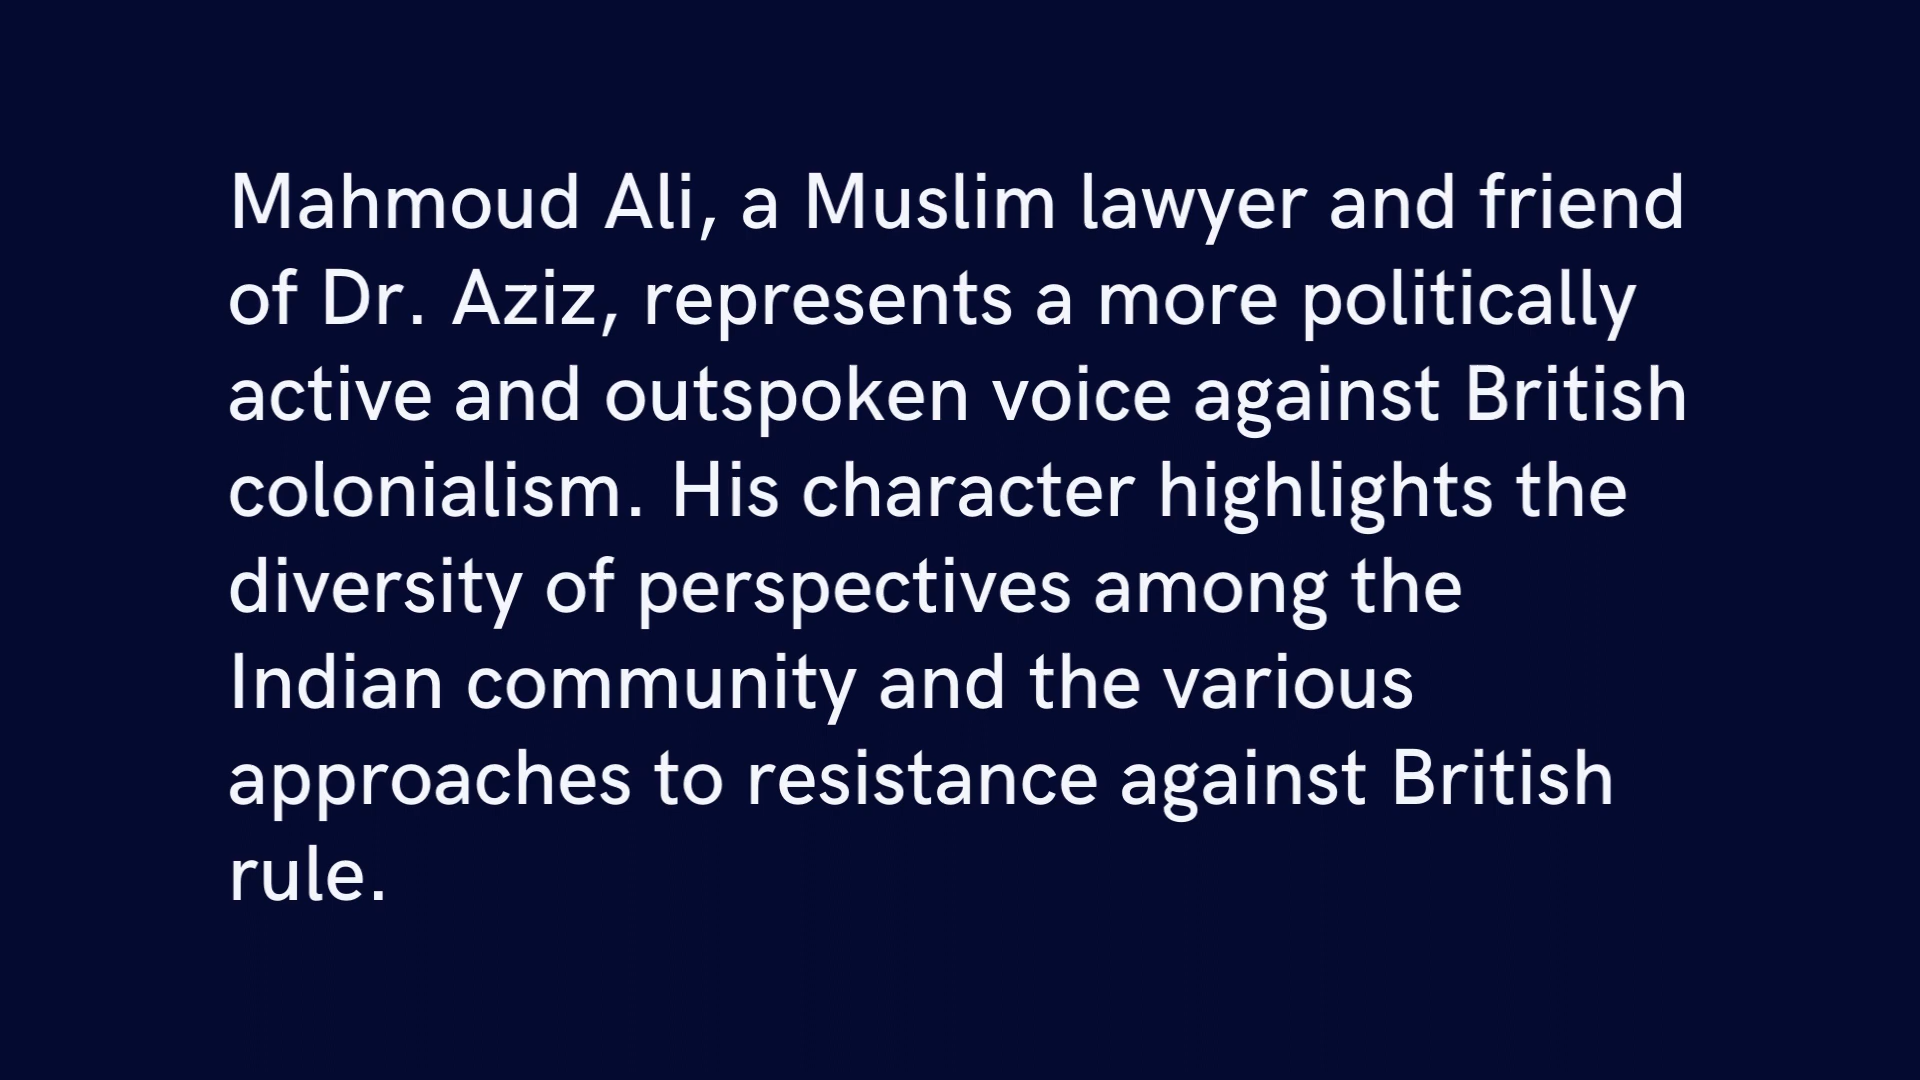 Mahmoud Ali, a Muslim lawyer and friend
of Dr. Aziz, represents a more politically
active and outspoken voice against British
colonialism. His character highlights the
diversity of perspectives among the
Indian community and the various
approaches to resistance against British
rule.